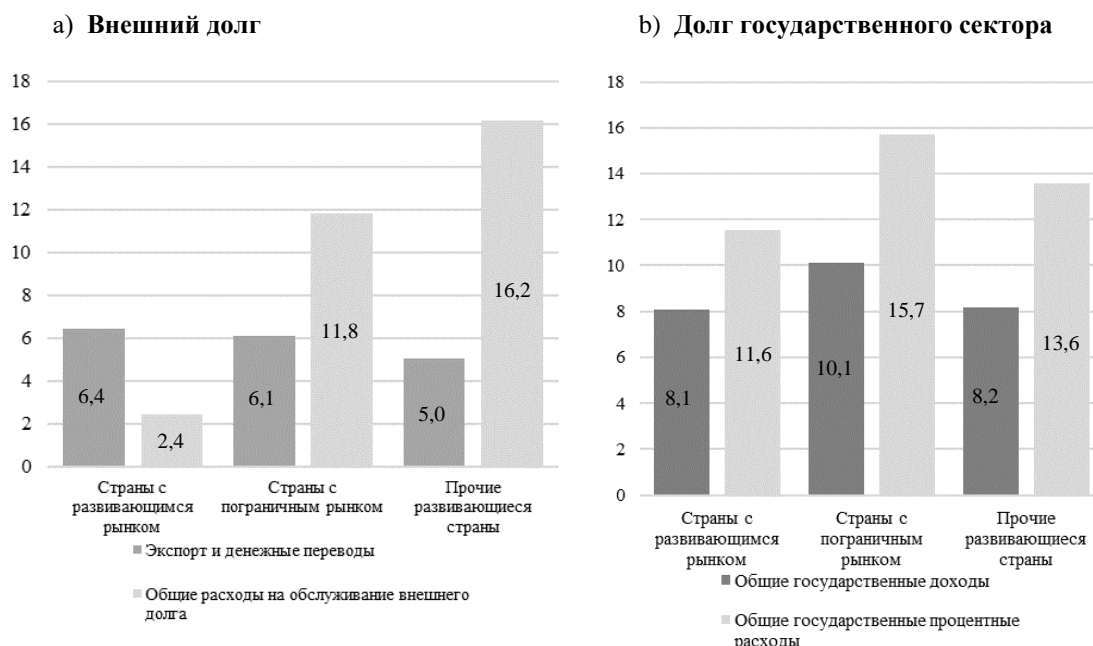 a) Внешний долг
18
16
14
12
10
8
6
4
2
0
6,4
2,4
6,1
11,8
5,0
16,2
Страны с
развивающимся
рынком
Страны с
пограничным рынком
Прочие
развивающиеся
страны
Экспорт и денежные переводы
Общие расходы на обслуживание внешнего
долга
b) Долг государственного сектора
18
16
14
12
10
8
6
4
2
0
8,1
11,6
10,1
15,7
8,2
13,6
Страны с
развивающимся
рынком
Страны с
пограничным
рынком
Прочие
развивающиеся
страны
Общие государственные доходы
Общие государственные процентные
расходы